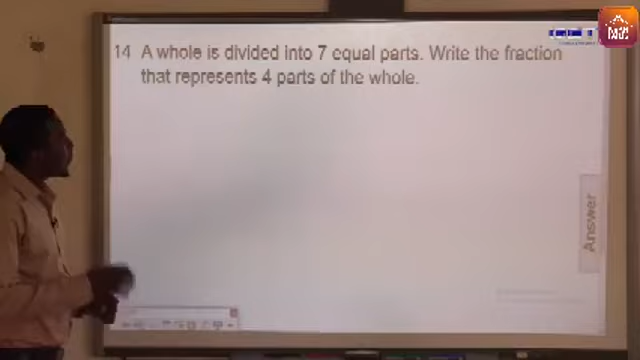 14 A whole is divided into 7 equal parts. Write the fraction
that represents 4 parts of the whole.
Answer